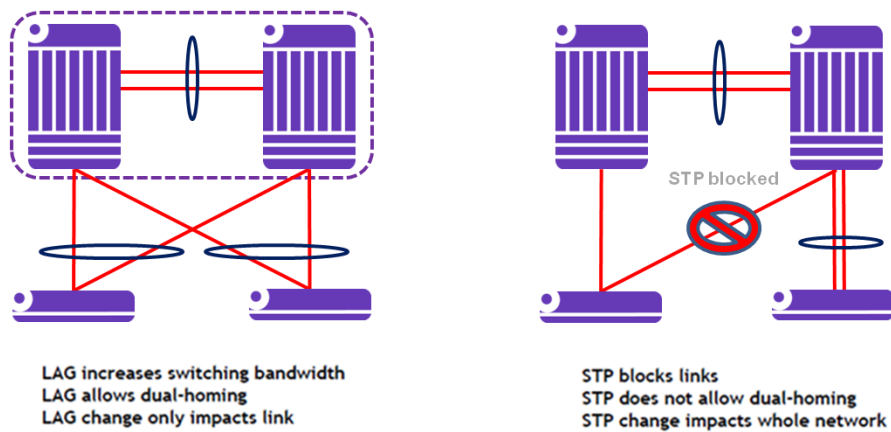 STP blocked
LAG increases switching bandwidth
LAG allows dual-homing
LAG change only impacts link
STP blocks links
STP does not allow dual-homing
STP change impacts whole network